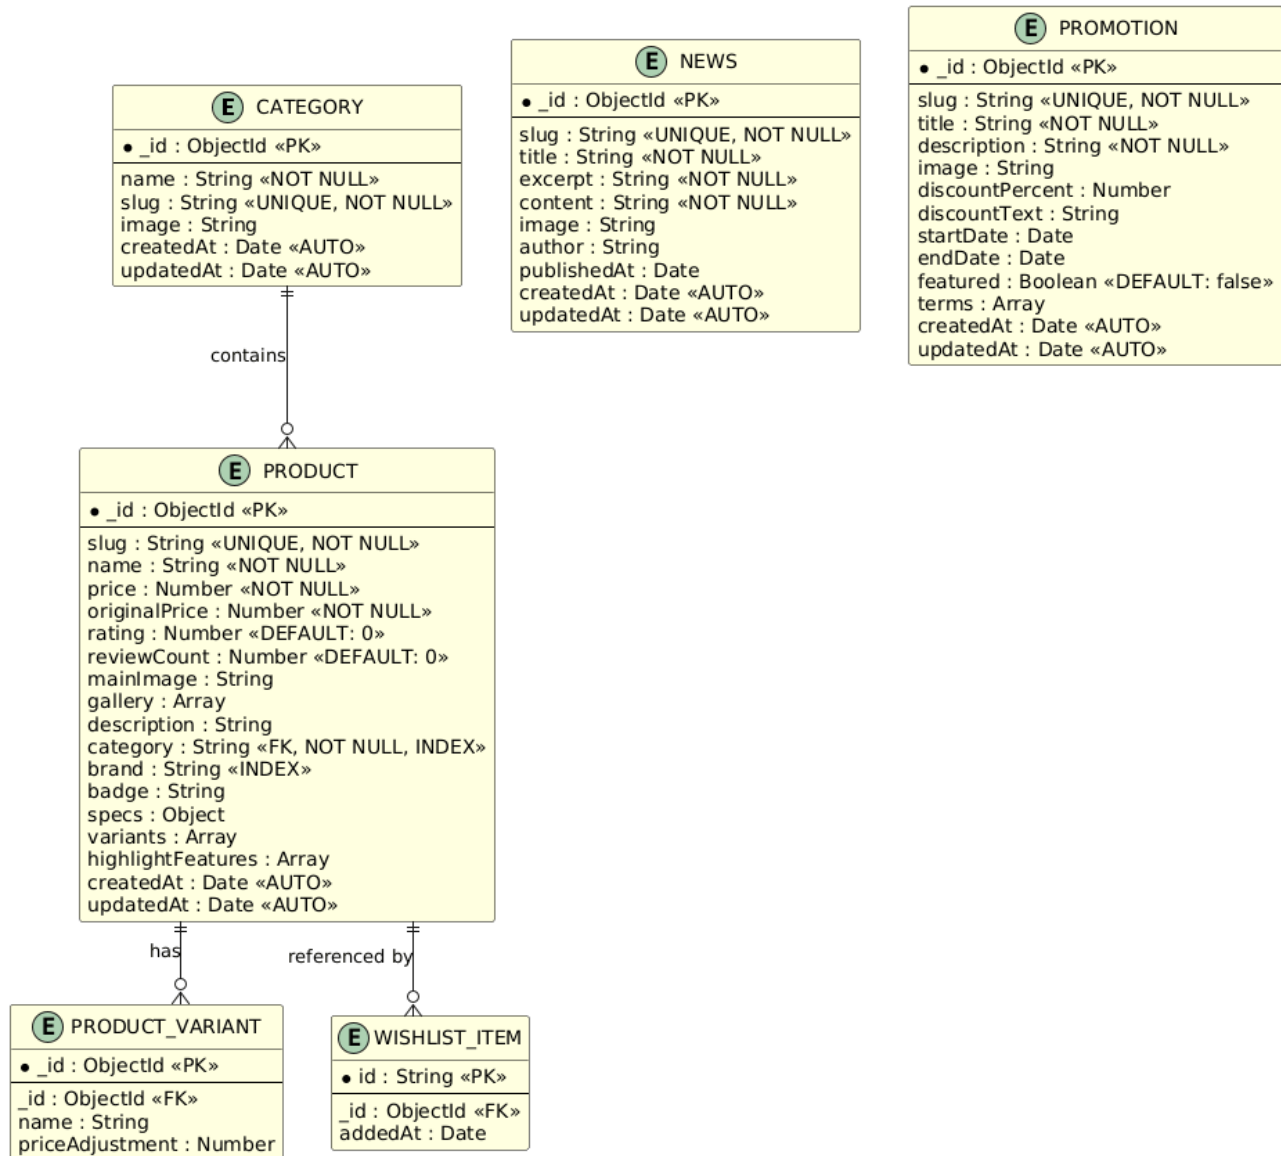 E CATEGORY
_id : ObjectId «PK»
name : String «NOT NULL»
slug : String «UNIQUE, NOT NULL»
image : String
createdAt : Date «AUTO»
updatedAt : Date «AUTO»
E NEWS
_id : ObjectId «PK»
slug : String «UNIQUE, NOT NULL»
title : String «NOT NULL»
excerpt : String «NOT NULL»
content : String «NOT NULL»
image : String
author : String
publishedAt : Date
createdAt : Date «AUTO»
updatedAt : Date «AUTO»
E PROMOTION
_id : ObjectId «PK»
slug : String «UNIQUE, NOT NULL»
title : String «NOT NULL»
description : String «NOT NULL»
image : String
discountPercent : Number
discountText : String
startDate : Date
endDate : Date
featured : Boolean «DEFAULT: false»
terms : Array
createdAt : Date «AUTO»
updatedAt : Date «AUTO»
contains
E PRODUCT
_id : ObjectId «PK»
slug : String «UNIQUE, NOT NULL»
name : String «NOT NULL»
price : Number «NOT NULL»
originalPrice : Number «NOT NULL»
rating : Number «DEFAULT: 0»
reviewCount : Number «DEFAULT: 0»
mainImage : String
gallery : Array
description : String
category : String «FK, NOT NULL, INDEX»
brand : String «INDEX»
badge : String
specs : Object
variants : Array
highlightFeatures : Array
createdAt : Date «AUTO»
updatedAt : Date «AUTO»
has
referenced by
E PRODUCT_VARIANT
_id : ObjectId «PK»
_id : ObjectId «FK»
name : String
priceAdjustment : Number
E WISHLIST_ITEM
id : String «PK»
_id : ObjectId «FK»
addedAt : Date